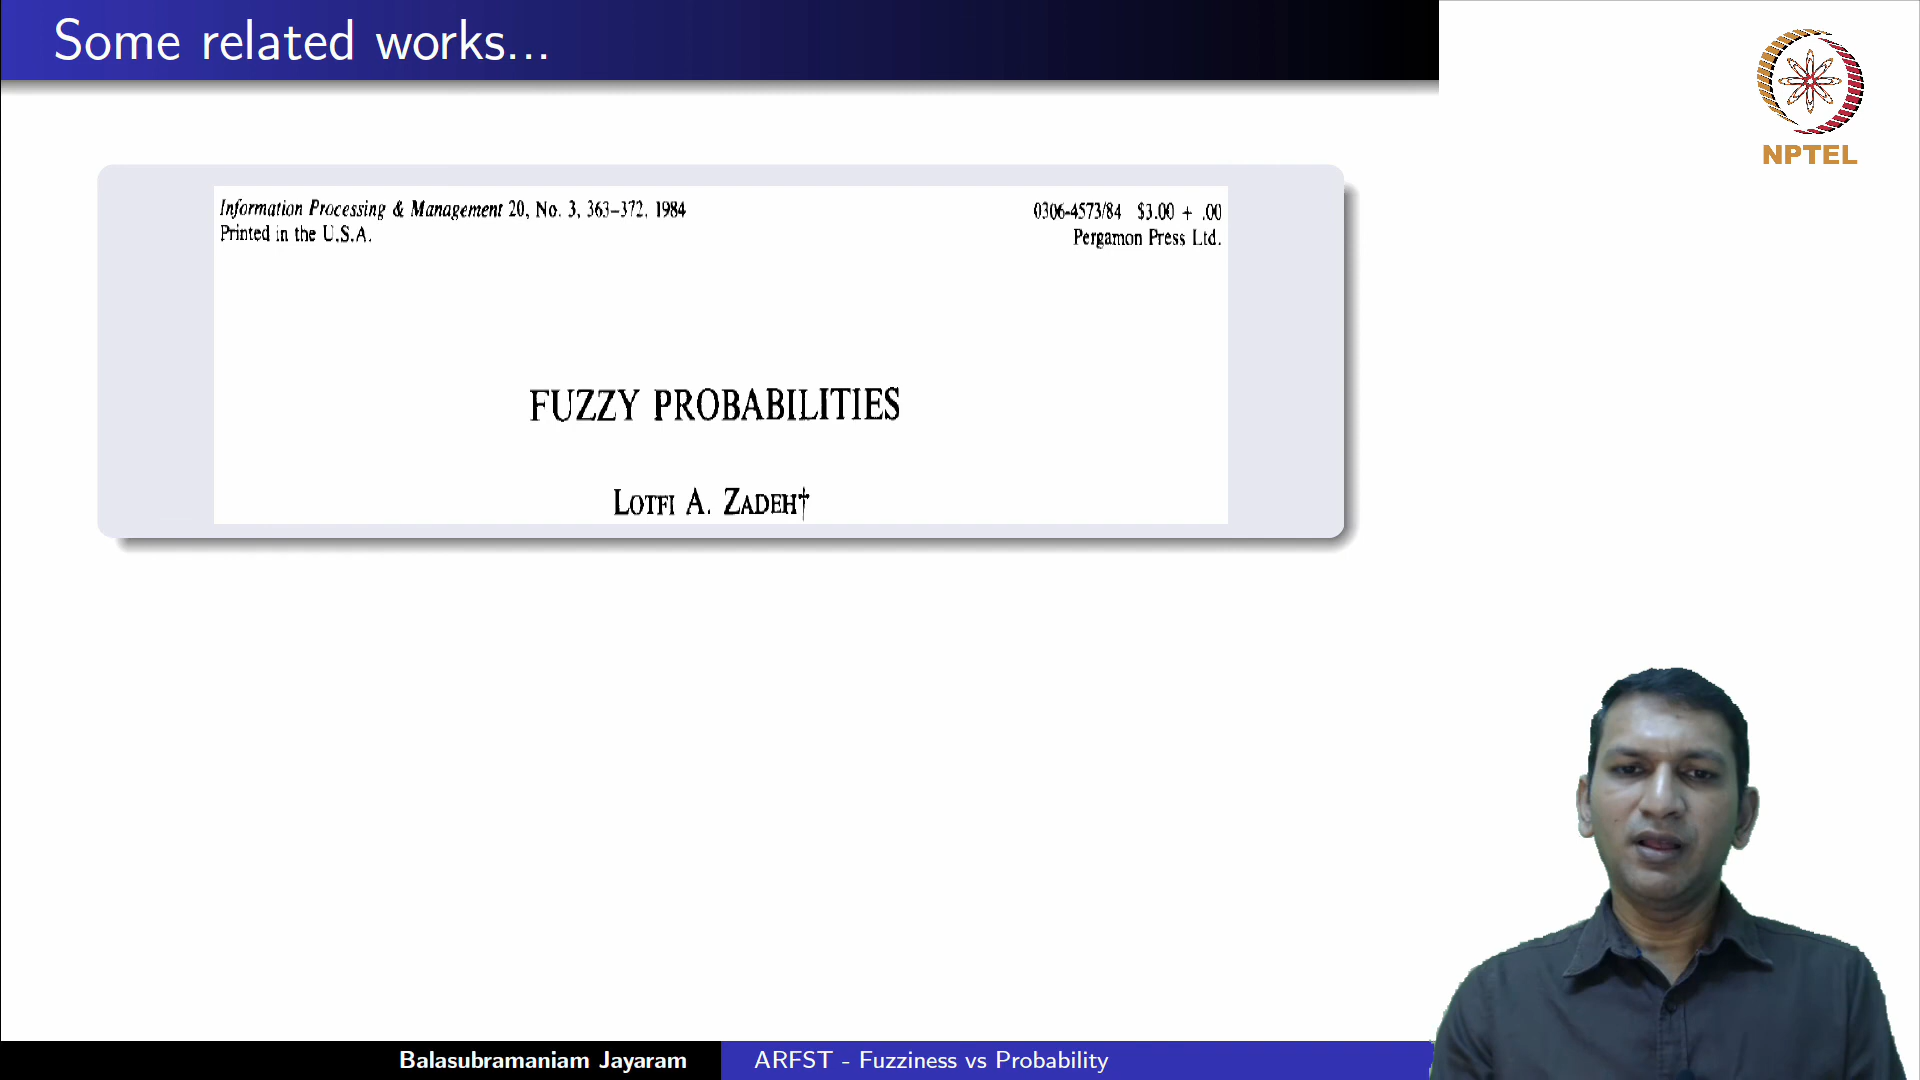 Some related works...
NPTEL
Information Processing & Management 20, No. 3, 363–372, 1984
0306-4573/84 $3.00 + .00
Printed in the U.S.A.
Pergamon Press Ltd.
FUZZY PROBABILITIES
LOTFI A. ZADEH†
Balasubramaniam Jayaram
ARFST - Fuzziness vs Probability